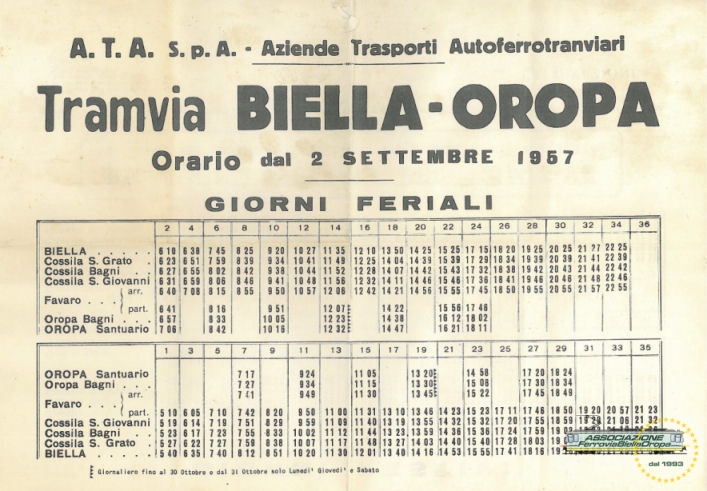 A. T. A. S. p. A. - Aziende Trasporti Autoferrotranviari
Tramvia BIELLA - OROPA
Orario dal 2 SETTEMBRE 1957
GIORNI FERIALI
2 4 6 8 10 12 14 16 18 20 22 24 26 28 30 32 34 36
BIELLA . . . . . . 6 10 6 38 7 45 8 25 9 20 10 27 11 35 12 10 13 50 14 25 15 25 17 15 18 20 19 25 20 25 21 27 22 25
Cossila S. Grato . . 6 23 6 51 7 59 8 39 9 34 10 41 11 49 12 25 14 04 14 39 15 39 17 29 18 34 19 39 20 39 21 41 22 39
Cossila Bagni . . . 6 27 6 55 8 02 8 42 9 38 10 44 11 52 12 28 14 07 14 42 15 43 17 32 18 38 19 42 20 43 21 44 22 42
Cossila S. Giovanni 6 31 6 59 8 06 8 46 9 41 10 48 11 56 12 32 14 11 14 46 15 46 17 36 18 41 19 46 20 46 21 48 22 46
Favaro . . . arr. 6 40 7 08 8 15 8 55 9 50 10 57 12 06 12 42 14 21 14 56 15 55 17 45 18 50 19 55 20 55 21 57 22 55
part. 6 41 8 16 9 51 12 07 14 22 15 56 17 46
Oropa Bagni . . . 6 57 8 33 10 05 12 23 14 38 16 12 18 02
OROPA Santuario 7 06 8 42 10 16 12 32 14 47 16 21 18 11
1 3 5 7 9 11 13 15 17 19 21 23 25 27 29 31 33 35
OROPA Santuario 7 17 9 24 11 05 13 20 14 58 17 20 18 24
Oropa Bagni . . . 7 27 9 34 11 15 13 30 15 08 17 30 18 34
Favaro . . . arr. 7 41 9 49 11 30 13 45 15 22 17 45 18 49
part. 5 10 6 05 7 10 7 42 8 20 9 50 11 00 11 31 13 10 13 46 14 23 15 23 17 11 17 46 18 50 19 20 20 57 21 23
Cossila S. Giovanni 5 19 6 14 7 19 7 51 8 29 9 59 11 09 11 40 13 19 13 55 14 32 15 32 17 20 17 55 18 59
Cossila Bagni . . 5 23 6 17 7 23 7 55 8 33 10 02 11 12 11 44 13 23 13 59 14 36 15 36 17 24 17 59
Cossila S. Grato . 5 27 6 22 7 27 7 59 8 38 10 07 11 17 11 48 13 27 14 03 14 40 15 40 17 28 18 03
BIELLA . . . . . 5 40 6 35 7 40 8 12 8 51 10 20 11 30 12 01 13 40 14 16 14 53 15 55 17 41 18 16
Giornaliero fino al 30 Ottobre e dal 31 Ottobre solo Lunedi' Giovedi' e Sabato
ASSOCIAZIONE
FerroviaBiellaOropa
dal 1993